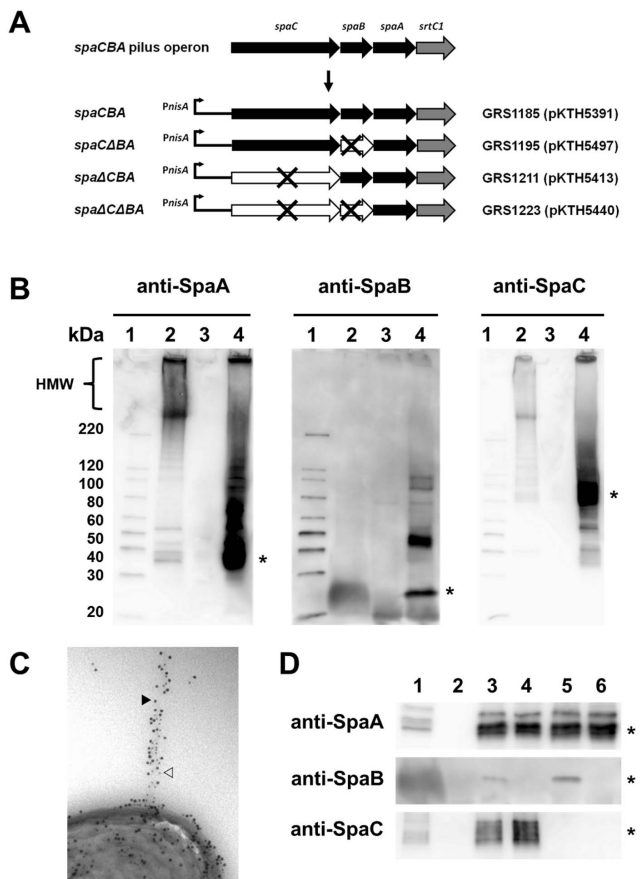 A
spaC spaB spaA srtC1
spaCBA pilus operon
spaCBA PnisA GRS1185 (pKTH5391)
spaCΔBA PnisA GRS1195 (pKTH5497)
spaΔCBA PnisA GRS1211 (pKTH5413)
spaΔCΔBA PnisA GRS1223 (pKTH5440)
B
anti-SpaA anti-SpaB anti-SpaC
kDa 1 2 3 4 1 2 3 4 1 2 3 4
HMW
220
120
100
80
60
50
40
30
20
*
*
*
C
D
1 2 3 4 5 6
anti-SpaA *
anti-SpaB *
anti-SpaC *